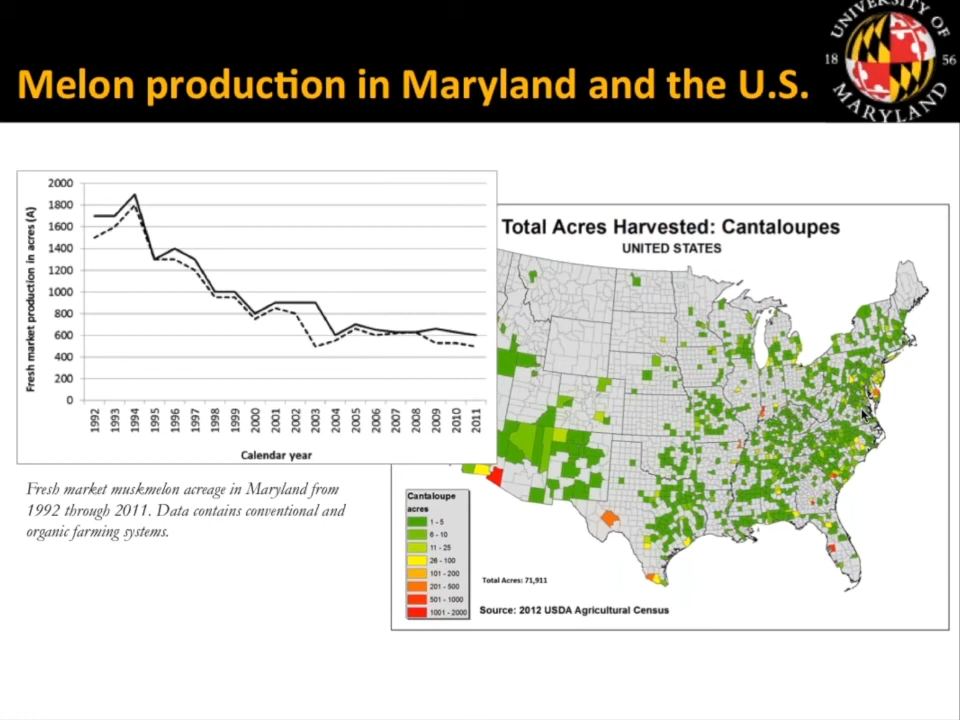 Melon production in Maryland and the U.S.
UNIVERSITY OF
18 56
MARYLAND
Fresh market production in acres (A)
2000
1800
1600
1400
1200
1000
800
600
400
200
0
1992 1993 1994 1995 1996 1997 1998 1999 2000 2001 2002 2003 2004 2005 2006 2007 2008 2009 2010 2011
Calendar year
Fresh market muskmelon acreage in Maryland from
1992 through 2011. Data contains conventional and
organic farming systems.
Total Acres Harvested: Cantaloupes
UNITED STATES
Cantaloupe
acres
1 - 5
6 - 10
11 - 25
26 - 100
101 - 200
201 - 500
501 - 1000
1001 - 2000
Total Acres: 71,911
Source: 2012 USDA Agricultural Census